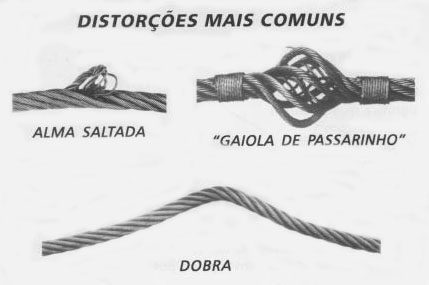 DISTORÇÕES MAIS COMUNS
ALMA SALTADA
“GAIOLA DE PASSARINHO”
DOBRA